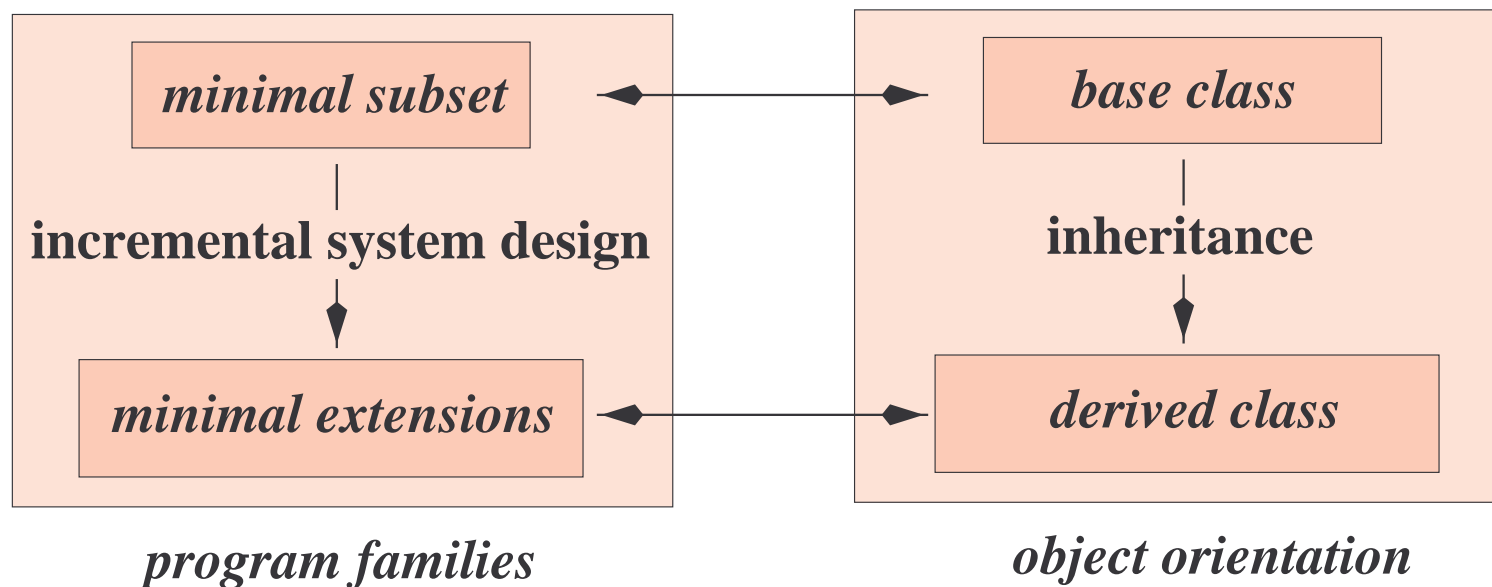 minimal subset
incremental system design
minimal extensions
program families
base class
inheritance
derived class
object orientation